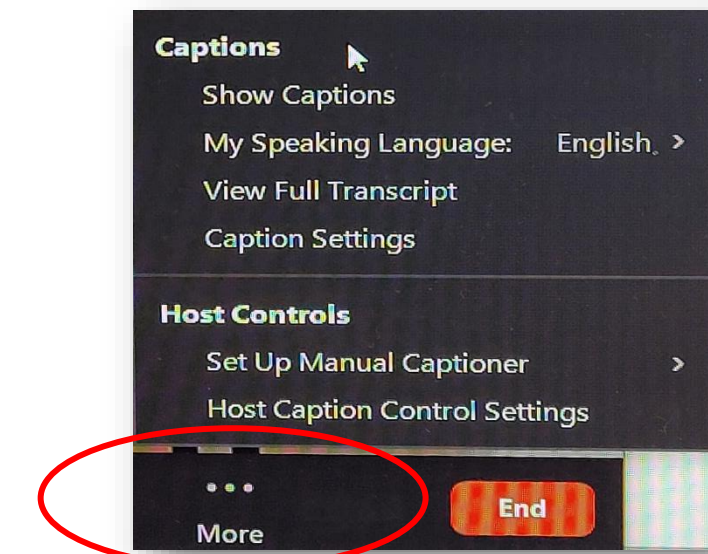 Captions
Show Captions
My Speaking Language: English >
View Full Transcript
Caption Settings
Host Controls
Set Up Manual Captioner >
Host Caption Control Settings
... More
End